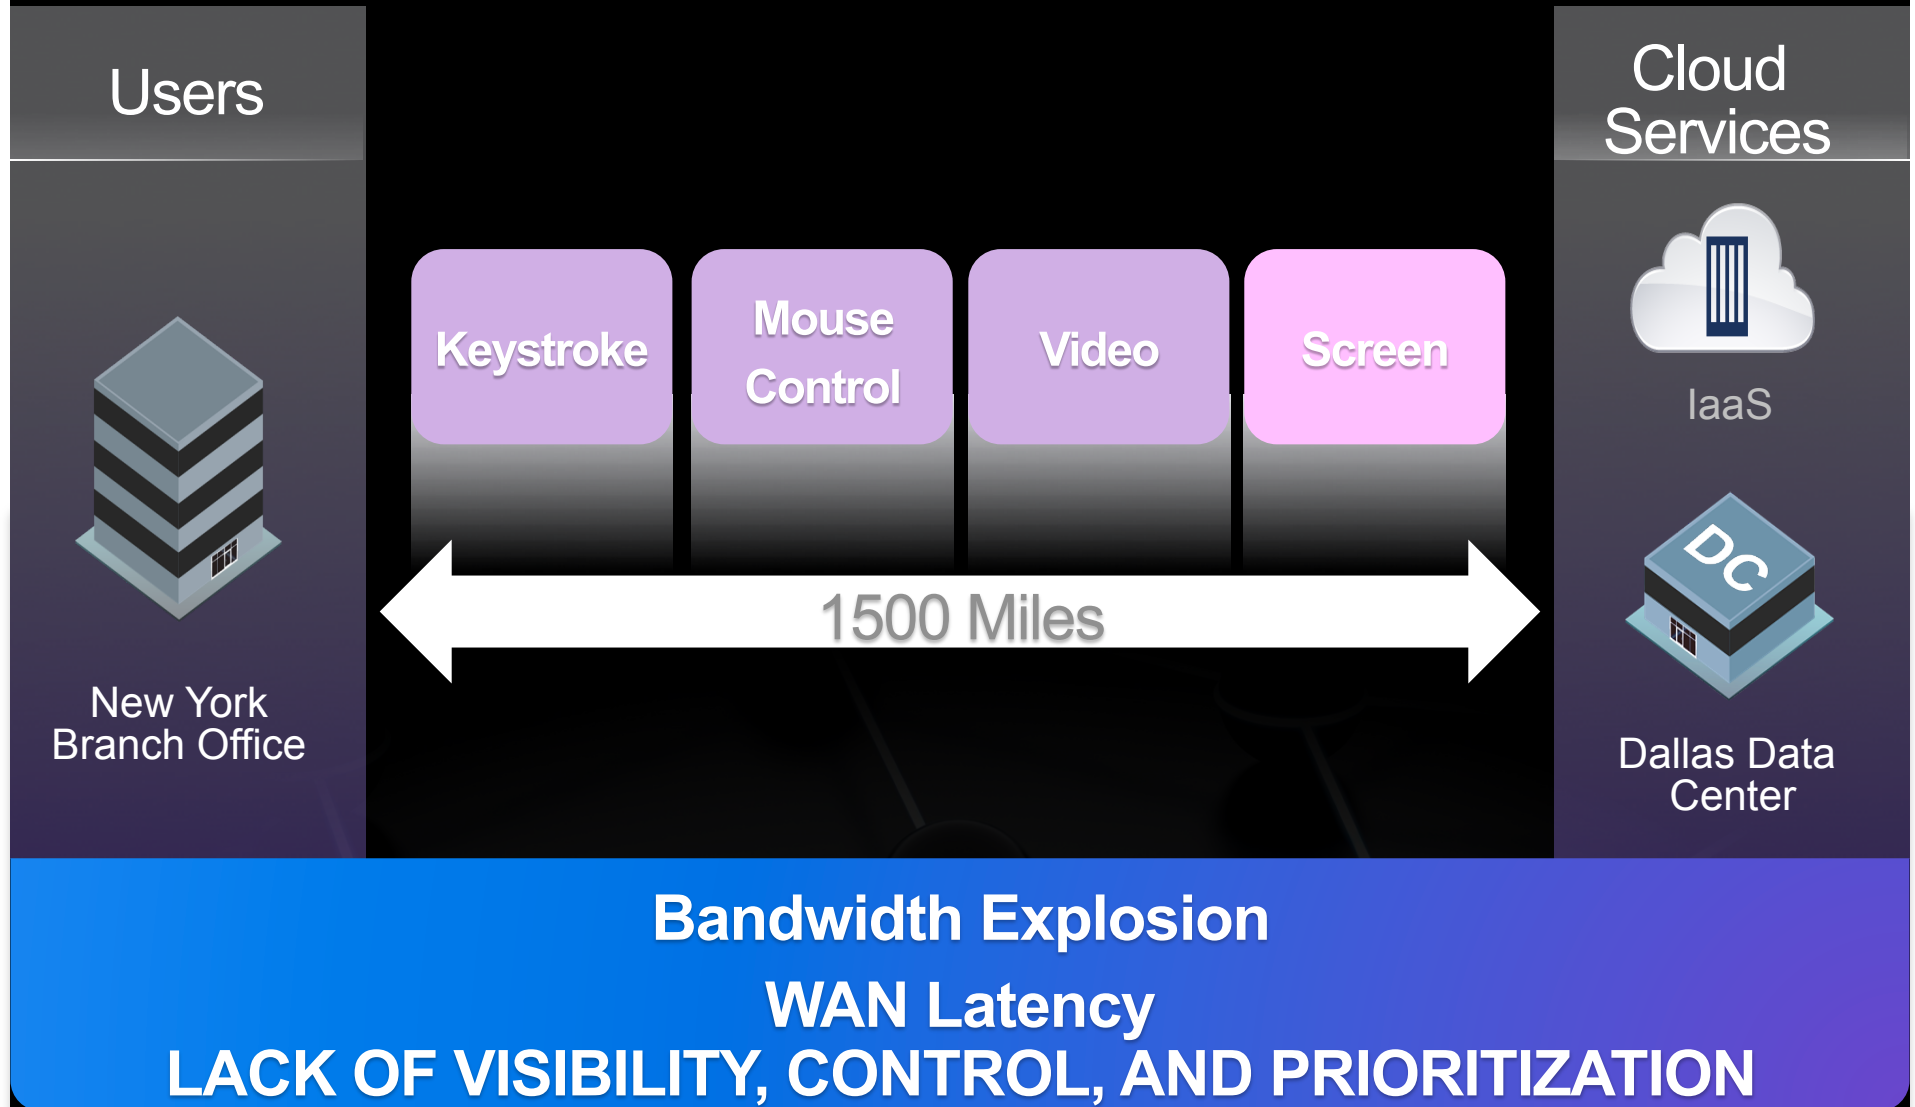 Users
Cloud
Services
Keystroke
Mouse
Control
Video
Screen
IaaS
DC
1500 Miles
New York
Branch Office
Dallas Data
Center
Bandwidth Explosion
WAN Latency
LACK OF VISIBILITY, CONTROL, AND PRIORITIZATION